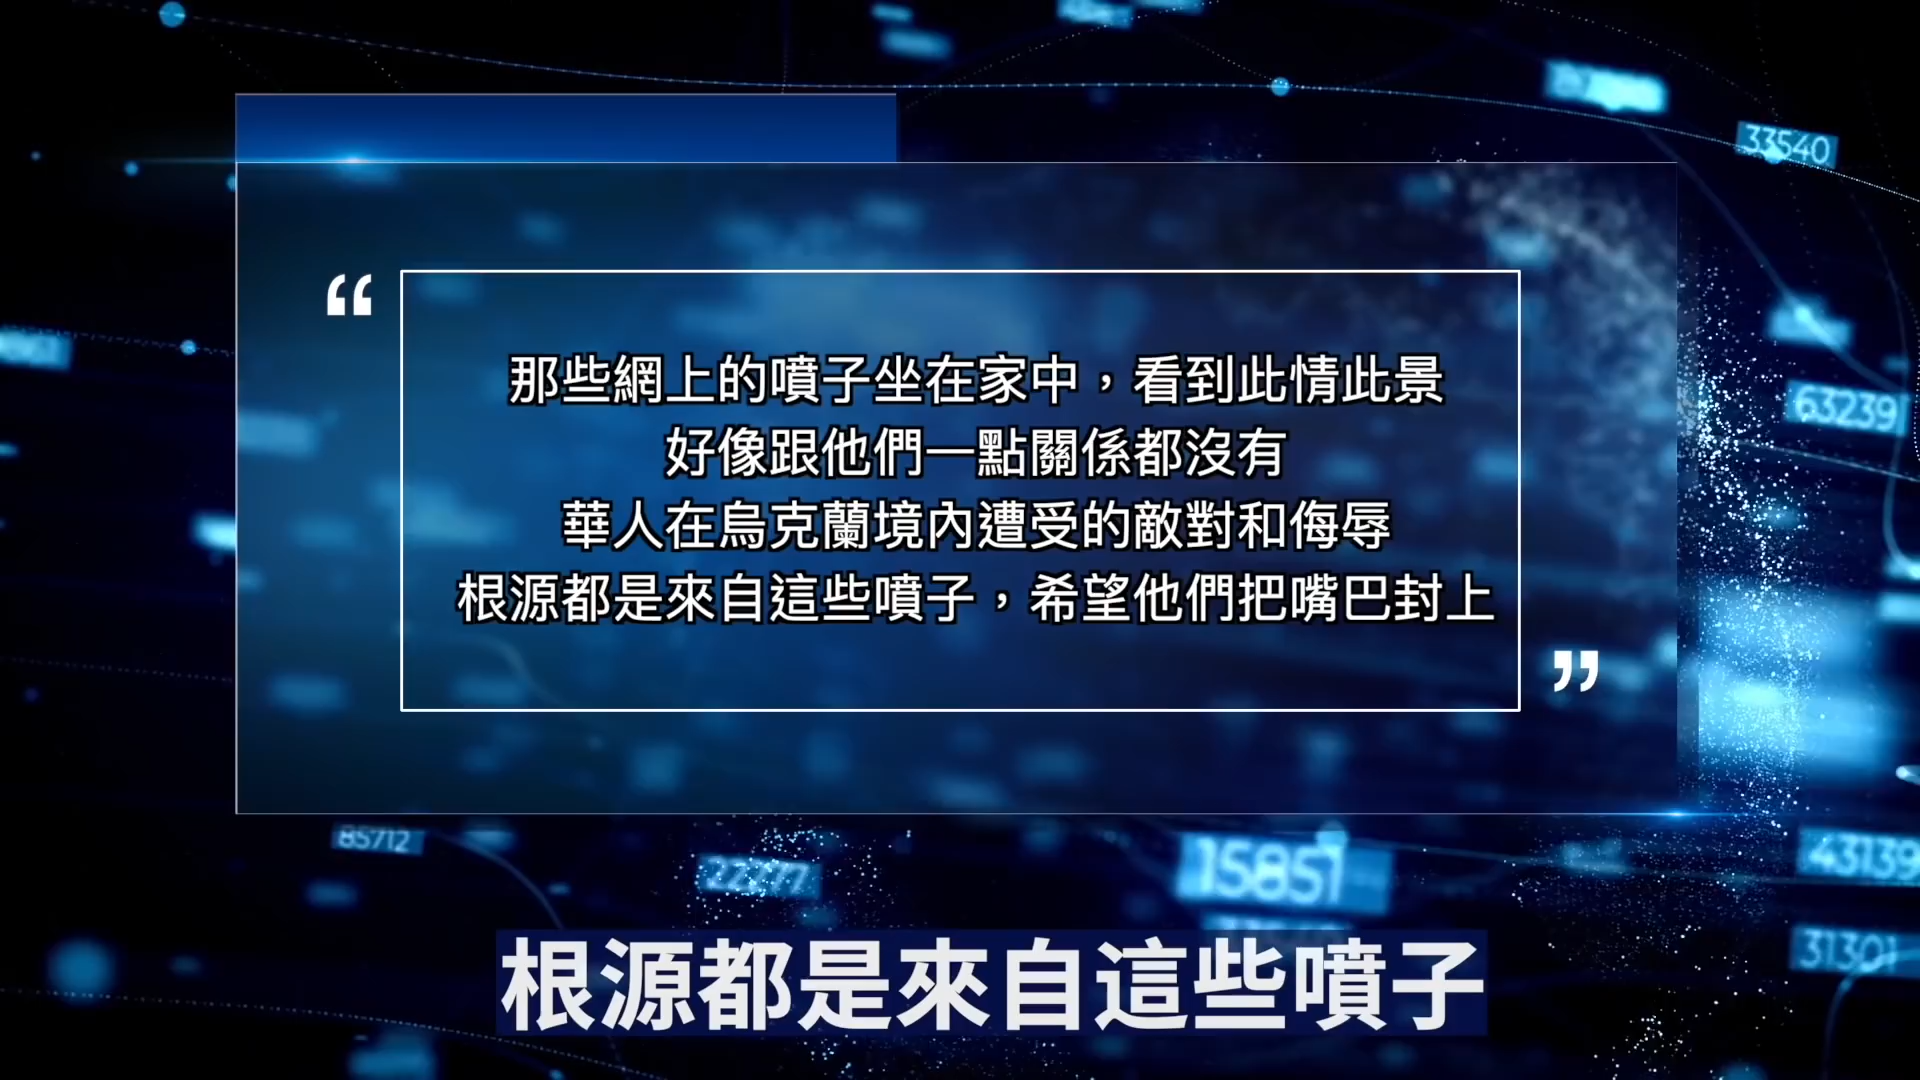 33540
63239
“
那些網上的噴子坐在家中，看到此情此景
好像跟他們一點關係都沒有
華人在烏克蘭境內遭受的敵對和侮辱
根源都是來自這些噴子，希望他們把嘴巴封上
”
85712
22277
15851
43139
31301
根源都是來自這些噴子